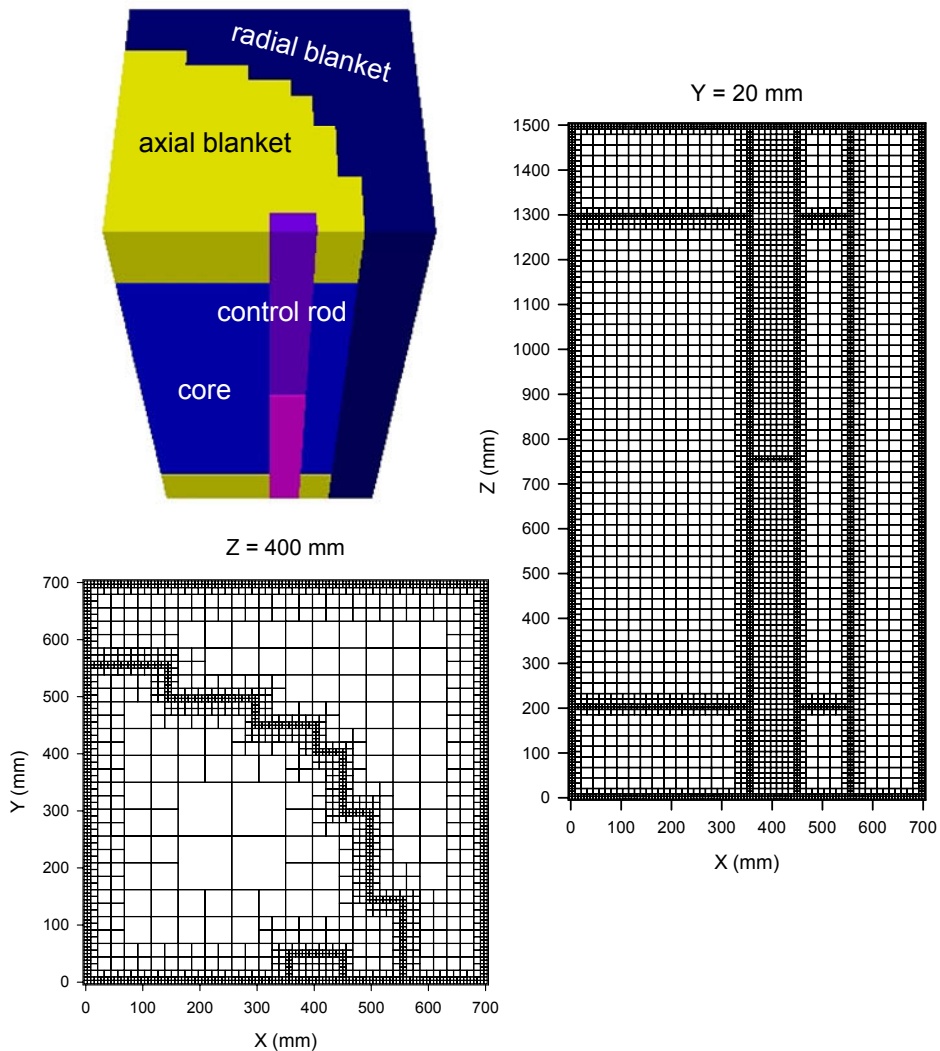 radial blanket
axial blanket
control rod
core
Y = 20 mm
1500
1400
1300
1200
1100
1000
900
800
700
600
500
400
300
200
100
0
Z (mm)
0 100 200 300 400 500 600 700
X (mm)
Z = 400 mm
700
600
500
400
300
200
100
0
Y (mm)
0 100 200 300 400 500 600 700
X (mm)